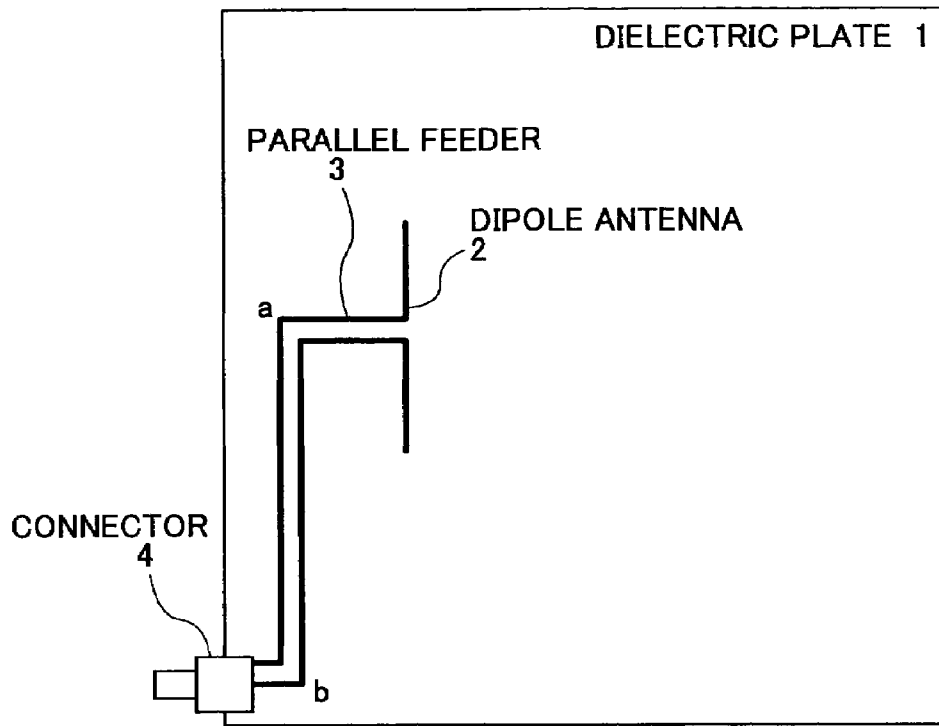 DIELECTRIC PLATE 1
PARALLEL FEEDER
3
DIPOLE ANTENNA
2
a
CONNECTOR
4
b